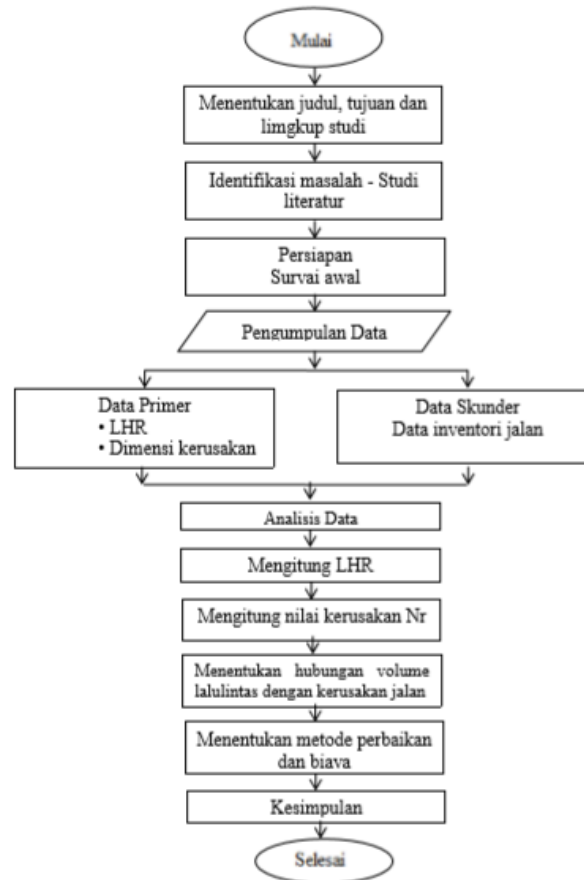 Mulai
Menentukan judul, tujuan dan
limgkup studi
Identifikasi masalah - Studi
literatur
Persiapan
Survai awal
Pengumpulan Data
Data Primer
• LHR
• Dimensi kerusakan
Data Skunder
Data inventori jalan
Analisis Data
Mengitung LHR
Mengitung nilai kerusakan Nr
Menentukan hubungan volume
lalulintas dengan kerusakan jalan
Menentukan metode perbaikan
dan biava
Kesimpulan
Selesai